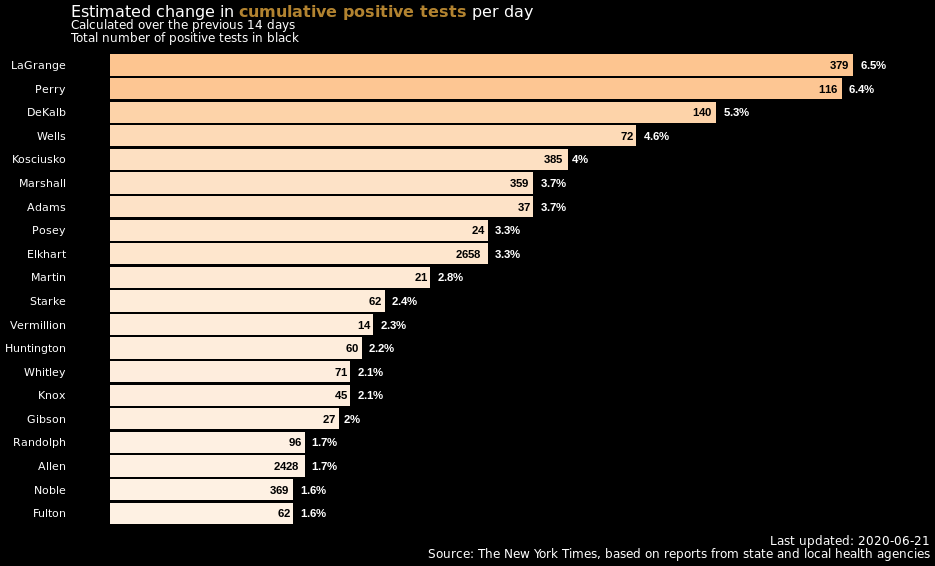 Estimated change in cumulative positive tests per day
Calculated over the previous 14 days
Total number of positive tests in black
LaGrange 379 6.5%
Perry 116 6.4%
DeKalb 140 5.3%
Wells 72 4.6%
Kosciusko 385 4%
Marshall 359 3.7%
Adams 37 3.7%
Posey 24 3.3%
Elkhart 2658 3.3%
Martin 21 2.8%
Starke 62 2.4%
Vermillion 14 2.3%
Huntington 60 2.2%
Whitley 71 2.1%
Knox 45 2.1%
Gibson 27 2%
Randolph 96 1.7%
Allen 2428 1.7%
Noble 369 1.6%
Fulton 62 1.6%
Last updated: 2020-06-21
Source: The New York Times, based on reports from state and local health agencies